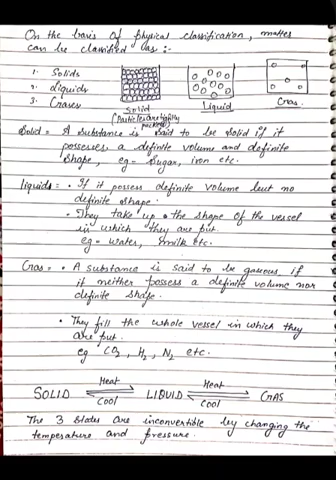 On the basis of physical classification, matter
can be classified as :-
1. Solids
2. Liquids
3. Gases
Solid
(Particles are tightly
packed)
Liquid
Gas.
Solid = A substance is said to be solid if it
possesses a definite volume and definite
shape, eg = Sugar, iron etc.
liquids = • If it possess definite volume but no
definite shape.
• They take up the shape of the vessel
in which they are put.
eg = water, milk etc.
Gas = • A substance is said to be gaseous, if
it neither possess a definite volume nor
definite shape.
• They fill the whole vessel in which they
are put.
eg CO2, H2, N2 etc.
SOLID Heat Cool LIQUID Heat Cool GAS
The 3 states are inconvertible by changing the
temperature and pressure.